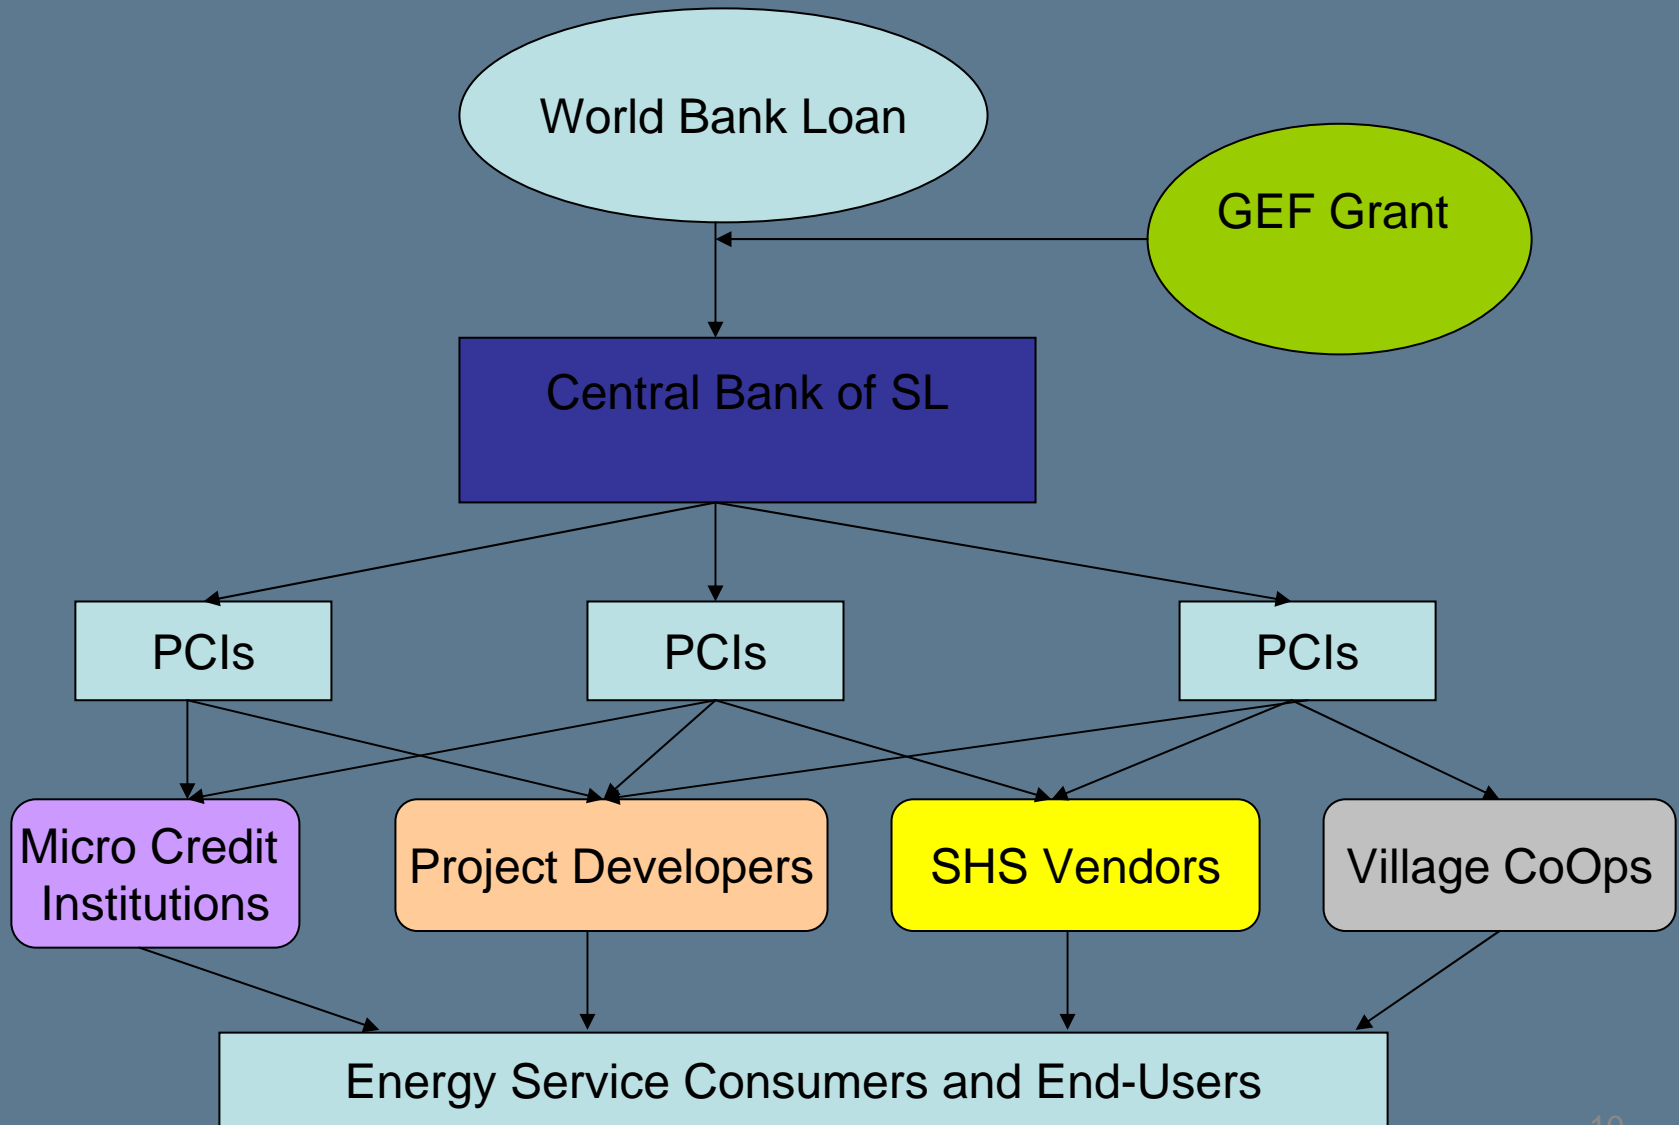 World Bank Loan
GEF Grant
Central Bank of SL
PCIs
PCIs
PCIs
Micro Credit
Institutions
Project Developers
SHS Vendors
Village CoOps
Energy Service Consumers and End-Users